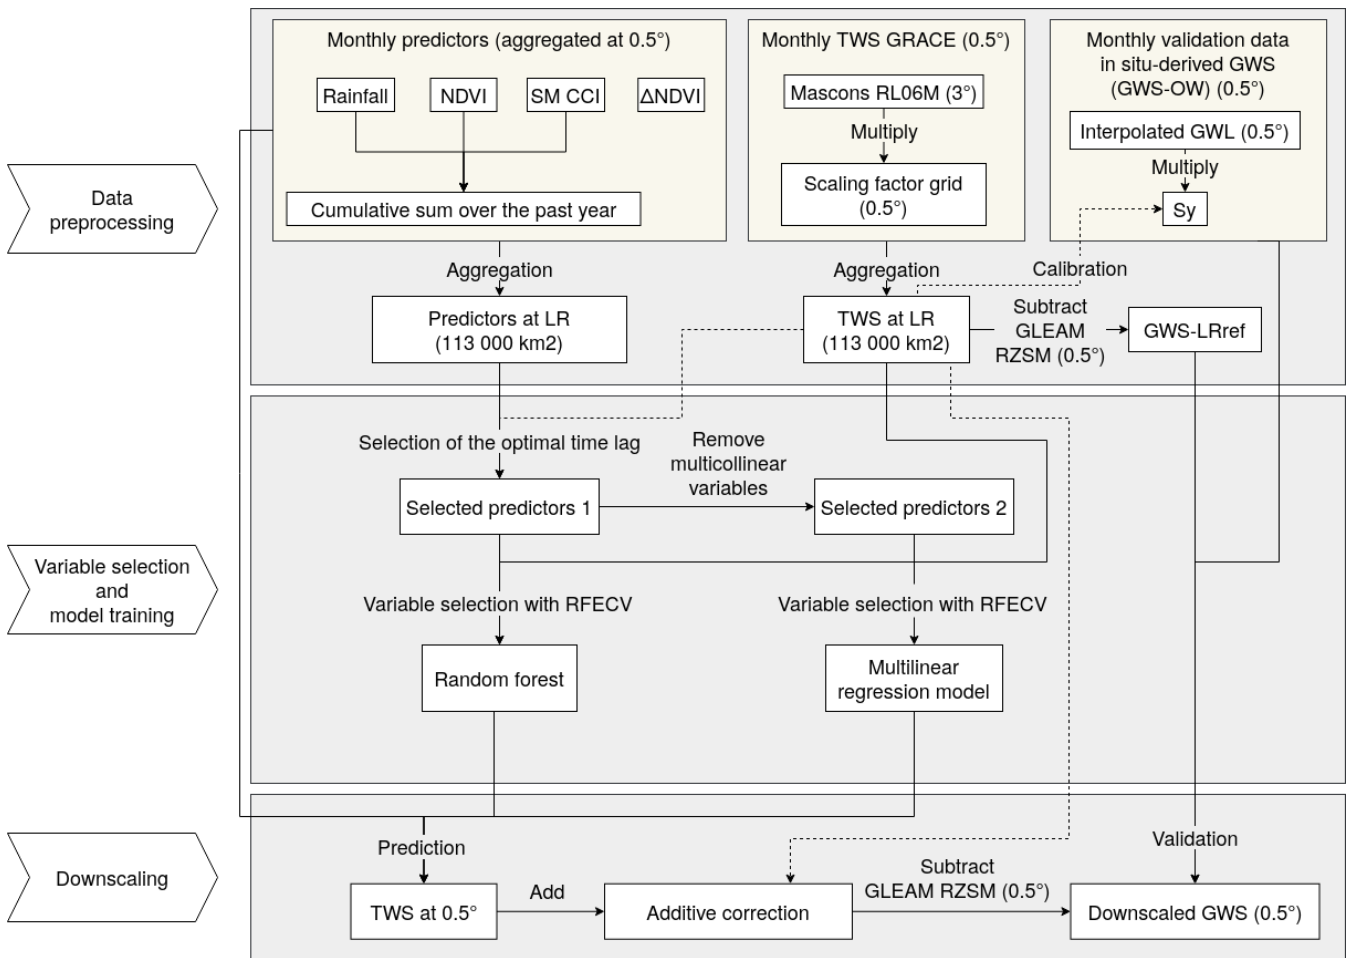 Monthly predictors (aggregated at 0.5°)
Rainfall
NDVI
SM CCI
ΔNDVI
Cumulative sum over the past year
Monthly TWS GRACE (0.5°)
Mascons RL06M (3°)
Multiply
Scaling factor grid
(0.5°)
Monthly validation data
in situ-derived GWS
(GWS-OW) (0.5°)
Interpolated GWL (0.5°)
Multiply
Sy
Data
preprocessing
Aggregation
Aggregation
Calibration
Predictors at LR
(113 000 km2)
TWS at LR
(113 000 km2)
Subtract
GLEAM
RZSM (0.5°)
GWS-LRref
Selection of the optimal time lag
Remove
multicollinear
variables
Selected predictors 1
Selected predictors 2
Variable selection
and
model training
Variable selection with RFECV
Variable selection with RFECV
Random forest
Multilinear
regression model
Downscaling
Prediction
Validation
TWS at 0.5°
Add
Additive correction
Subtract
GLEAM RZSM (0.5°)
Downscaled GWS (0.5°)